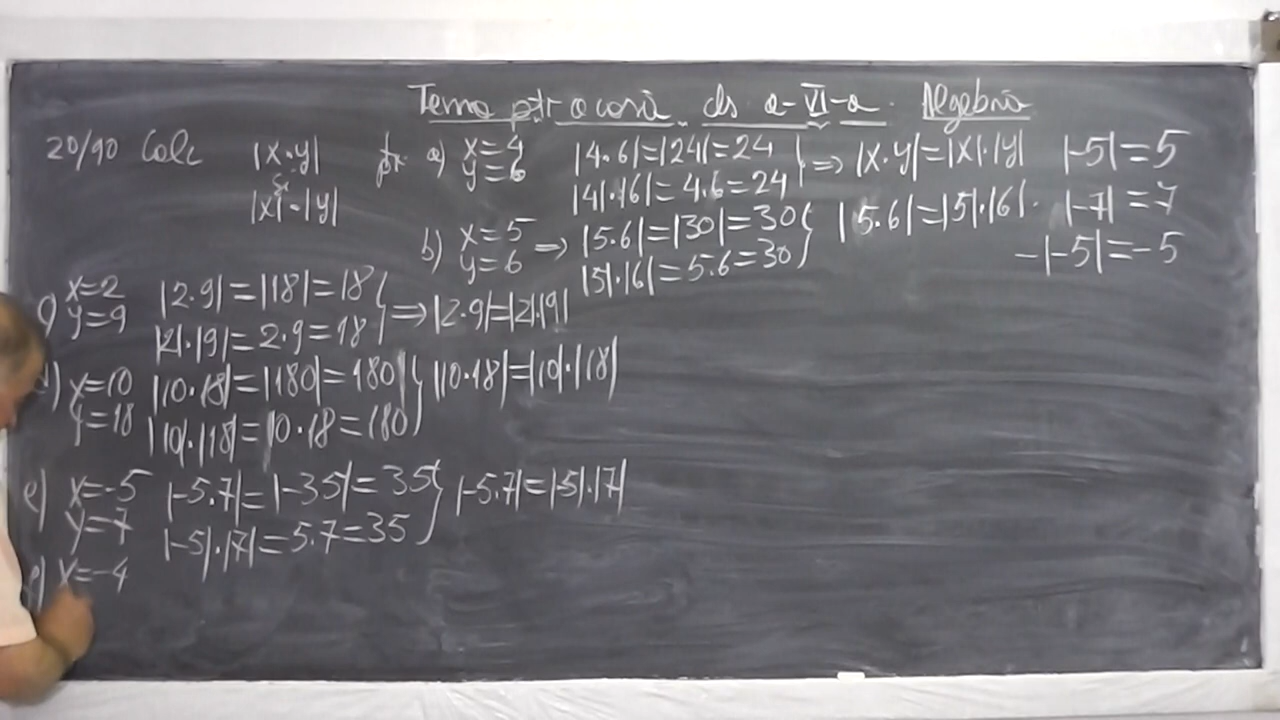 Tema ptr acasă cls a-VI-a Algebră
20/90 Calc |x·y| și |x|·|y| ptr.
a) x=4 y=6
|4·6|=|24|=24
|4|·|6|=4·6=24
⟹ |x·y|=|x|·|y|
|-5|=5
|-7|=7
-|-5|=-5
b) x=5 y=6 ⟹
|5·6|=|30|=30
|5|·|6|=5·6=30
|5·6|=|5|·|6|.
x=2 y=9
|2·9|=|18|=18
|2|·|9|=2·9=18
⟹ |2·9|=|2|·|9|
d) x=10 y=18
|10·18|=|180|=180
|10|·|18|=10·18=180
|10·18|=|10|·|18|
e) x=-5 y=7
|-5·7|=|-35|=35
|-5|·|7|=5·7=35
|-5·7|=|-5|·|7|
x=-4